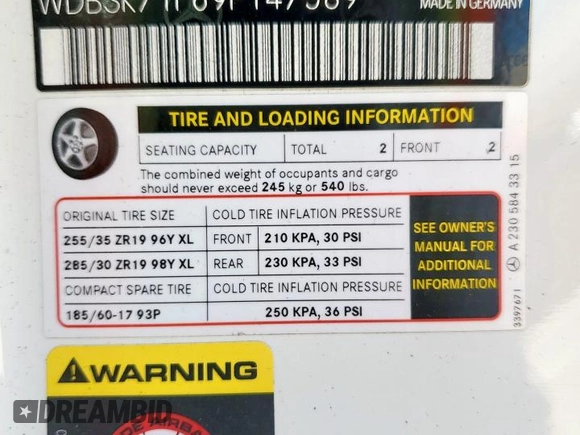 MADE IN GERMANY
TIRE AND LOADING INFORMATION
SEATING CAPACITY TOTAL 2 FRONT 2
The combined weight of occupants and cargo
should never exceed 245 kg or 540 lbs.
ORIGINAL TIRE SIZE COLD TIRE INFLATION PRESSURE
255/35 ZR19 96Y XL FRONT 210 KPA, 30 PSI
285/30 ZR19 98Y XL REAR 230 KPA, 33 PSI
COMPACT SPARE TIRE COLD TIRE INFLATION PRESSURE
185/60-17 93P 250 KPA, 36 PSI
SEE OWNER'S
MANUAL FOR
ADDITIONAL
INFORMATION
A 230 584 33 15
3397671
WARNING
DREAMBID